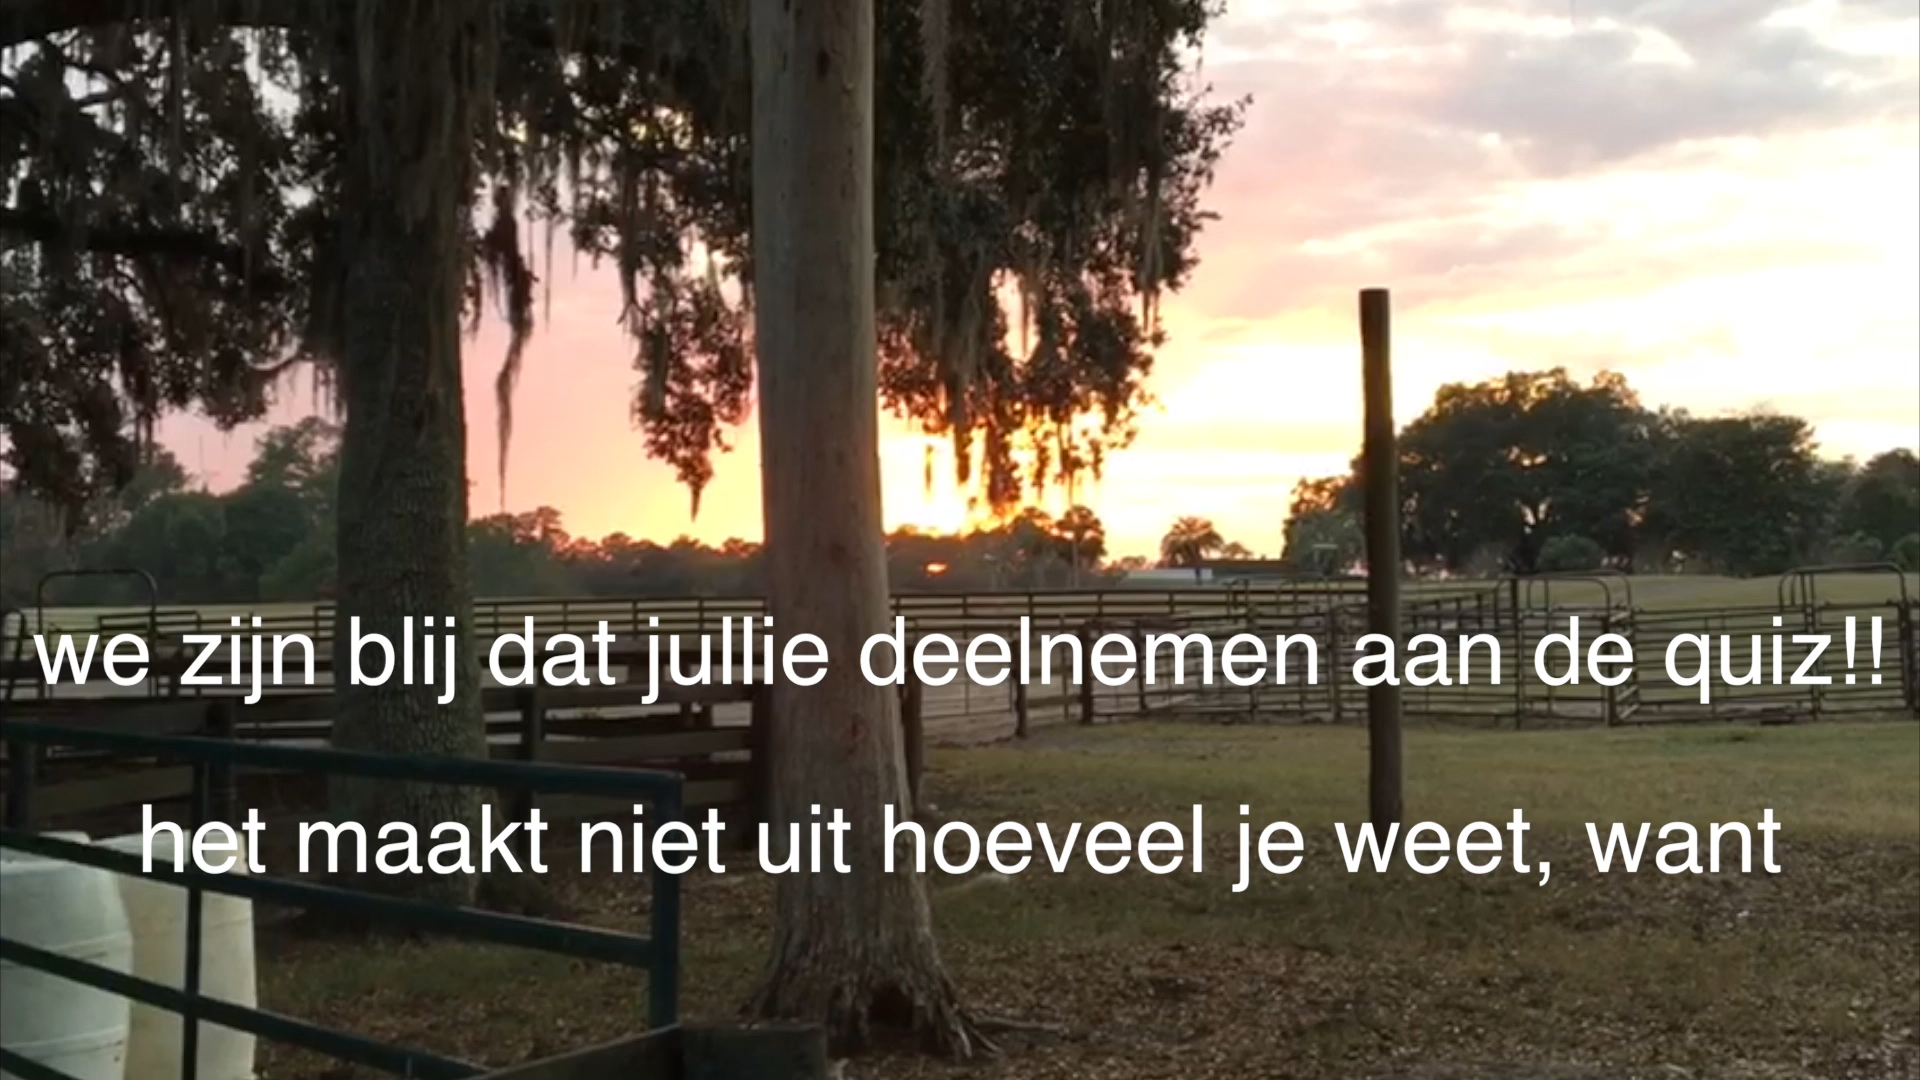 we zijn blij dat jullie deelnemen aan de quiz!!
het maakt niet uit hoeveel je weet, want